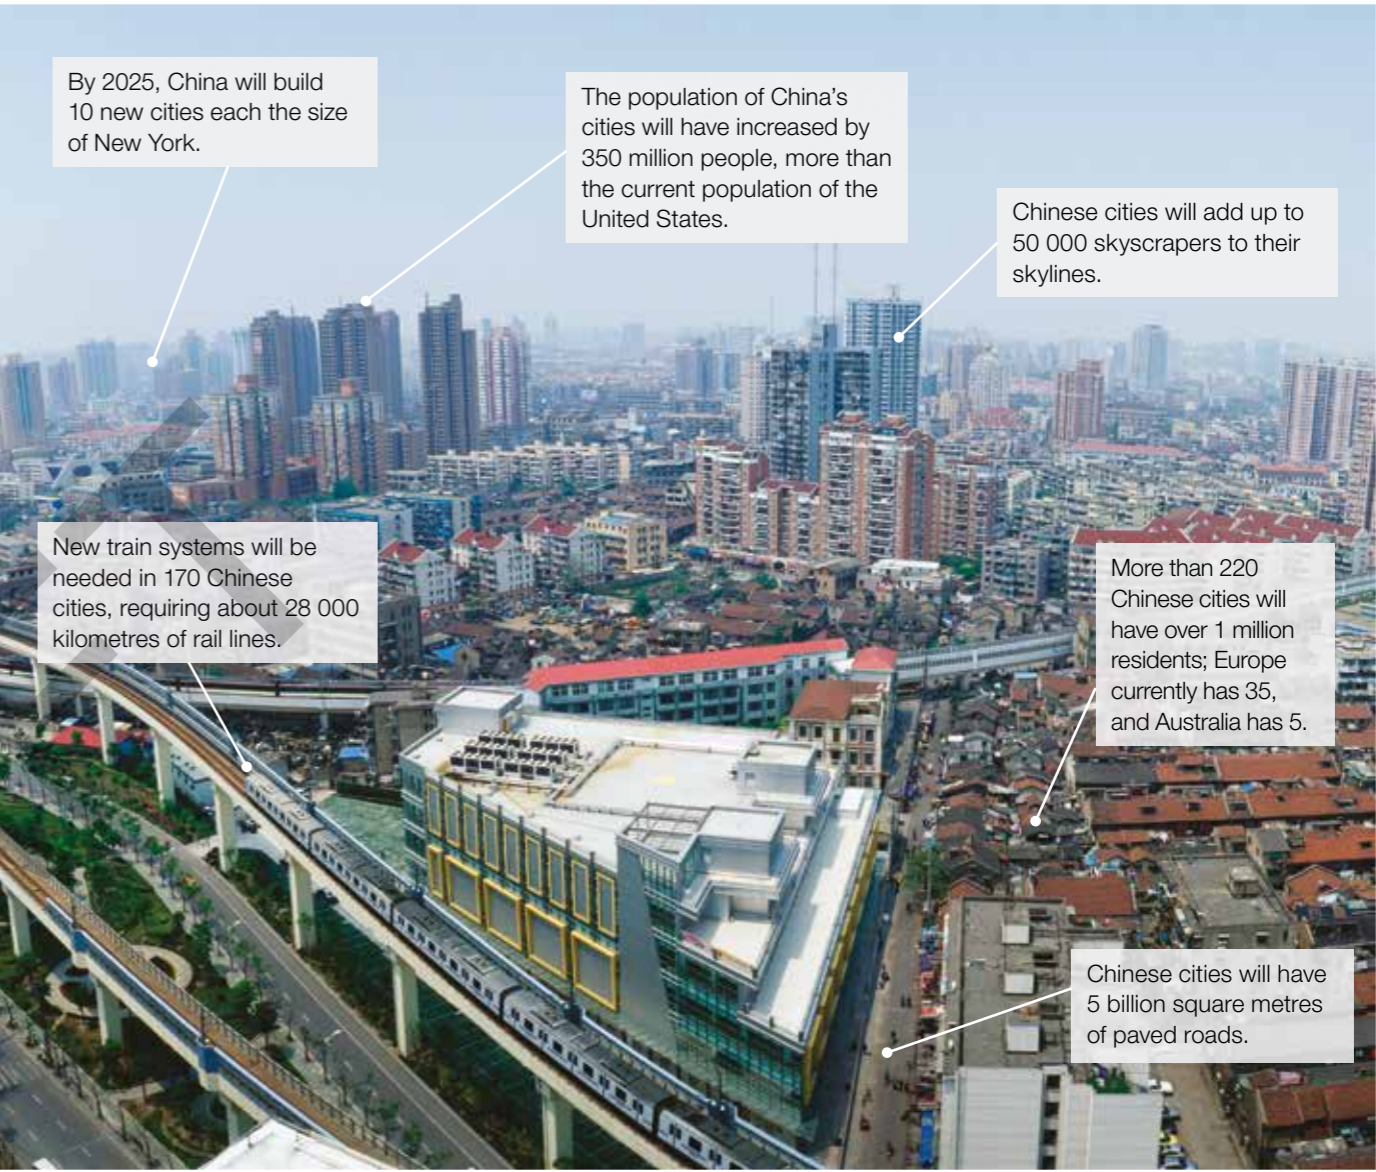 By 2025, China will build
10 new cities each the size
of New York.
The population of China's
cities will have increased by
350 million people, more than
the current population of the
United States.
Chinese cities will add up to
50 000 skyscrapers to their
skylines.
New train systems will be
needed in 170 Chinese
cities, requiring about 28 000
kilometres of rail lines.
More than 220
Chinese cities will
have over 1 million
residents; Europe
currently has 35,
and Australia has 5.
Chinese cities will have
5 billion square metres
of paved roads.